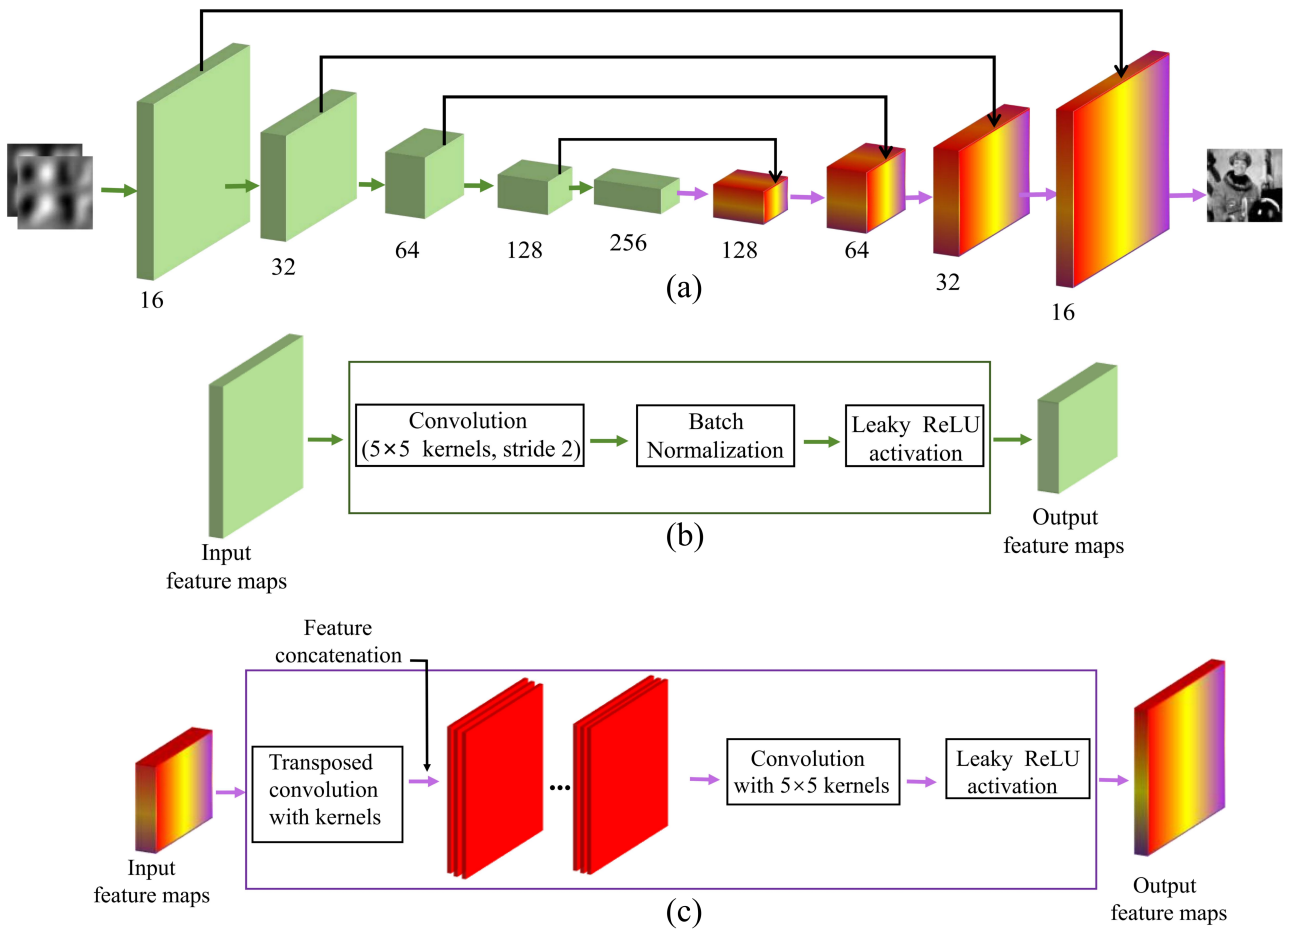 16
32
64
128
256
128
64
32
16
(a)
Convolution
(5×5 kernels, stride 2)
Batch
Normalization
Leaky ReLU
activation
Input
feature maps
Output
feature maps
(b)
Feature
concatenation
Transposed
convolution
with kernels
...
Convolution
with 5×5 kernels
Leaky ReLU
activation
Input
feature maps
Output
feature maps
(c)